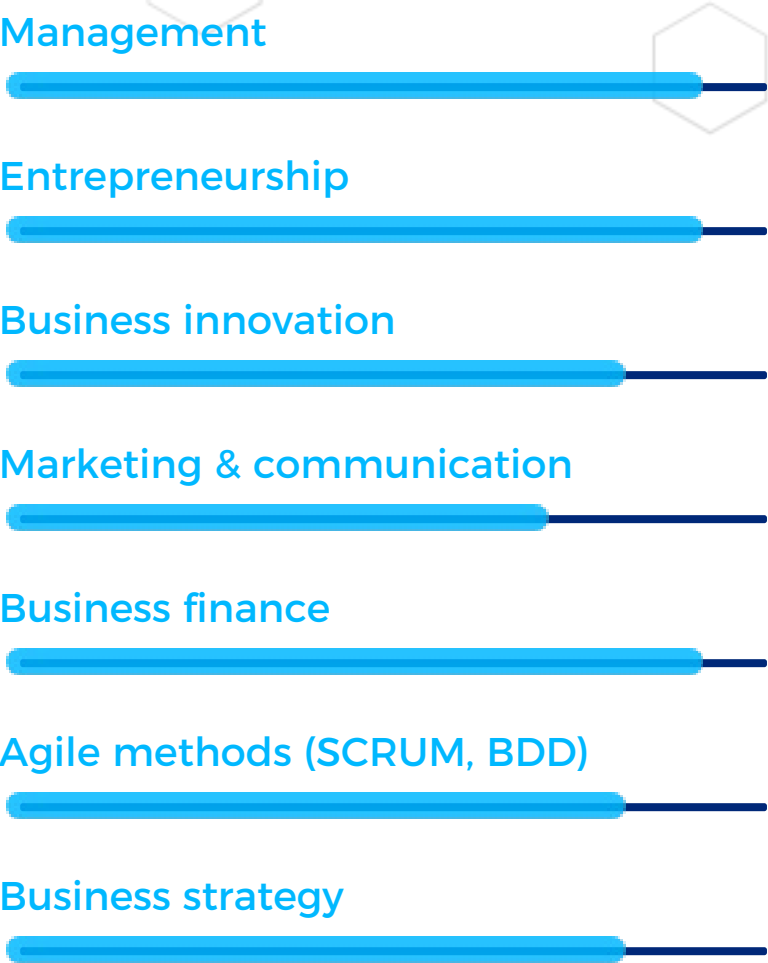 Management
Entrepreneurship
Business innovation
Marketing & communication
Business finance
Agile methods (SCRUM, BDD)
Business strategy